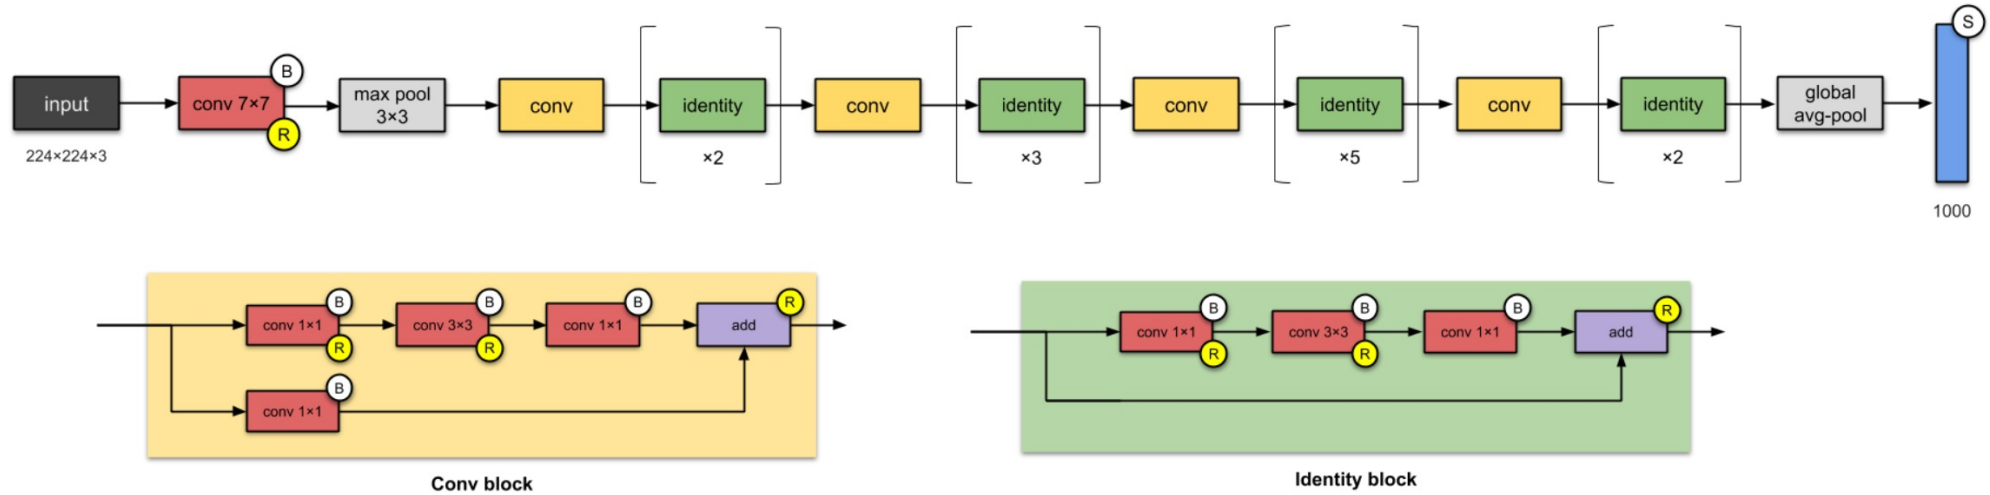 S
B
input
conv 7×7
max pool
3×3
conv
identity
conv
identity
conv
identity
conv
identity
global
avg-pool
R
224×224×3
×2
×3
×5
×2
1000
B
B
B
R
conv 1×1
conv 3×3
conv 1×1
add
R
R
B
conv 1×1
Conv block
B
B
B
R
conv 1×1
conv 3×3
conv 1×1
add
R
R
Identity block